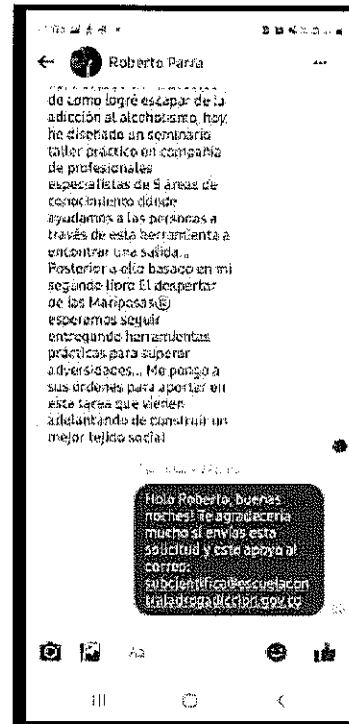 Roberto Parra
de como logré escapar de la
adicción al alcoholismo, hoy
he diseñado un seminario
taller práctico en compañía
de profesionales
especialistas de 5 áreas de
conocimiento donde
ayudamos a las personas a
través de esta herramienta a
encontrar una salida...
Posterior a ello basado en mi
segundo libro El despertar
de las Mariposas®
esperamos seguir
entregando herramientas
prácticas para superar
adversidades... Me pongo a
sus órdenes para aportar en
esta tarea que vienen
adelantando de construir un
mejor tejido social
Hola Roberto, buenas
noches! Te agradecería
mucho si envías esta
solicitud y este apoyo al
correo:
subcientifica@escuelacon
traladrogadiccion.gov.co
Aa